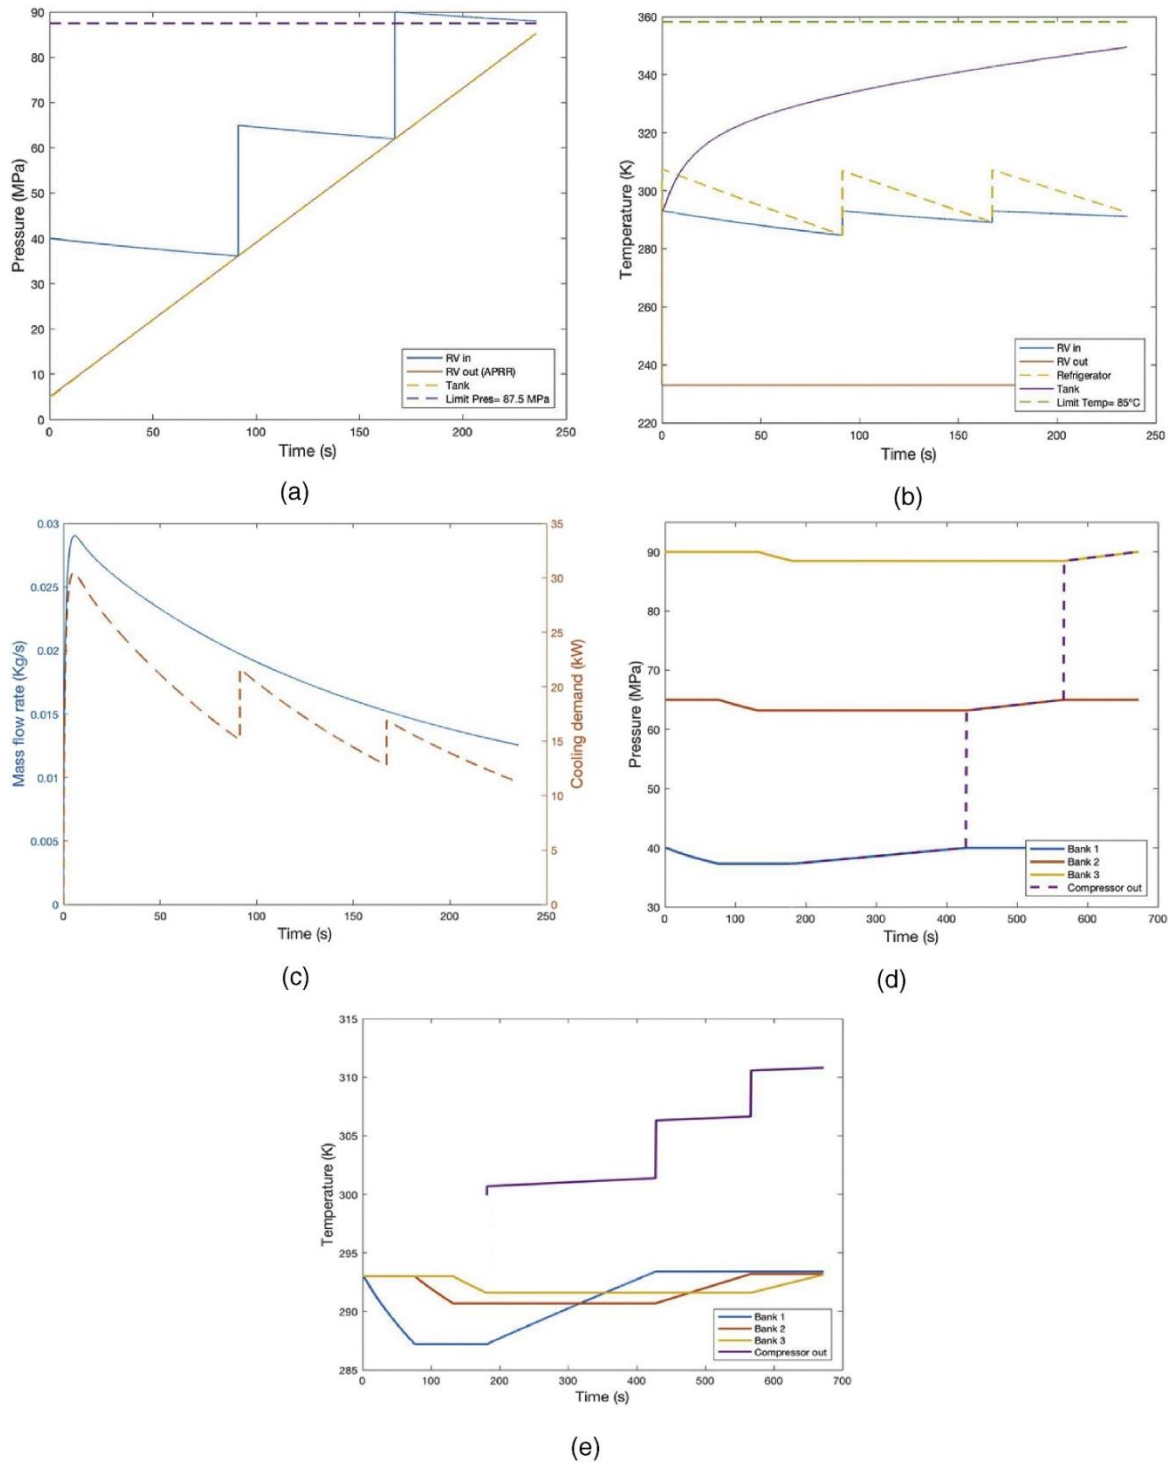 90
80
70
60
50
40
30
20
10
0
Pressure (MPa)
0 50 100 150 200 250
Time (s)
RV in
RV out (APRR)
Tank
Limit Pres= 87.5 MPa
(a)
360
340
320
300
280
260
240
220
Temperature (K)
0 50 100 150 200 250
Time (s)
RV in
RV out
Refrigerator
Tank
Limit Temp= 85ºC
(b)
0.03
0.025
0.02
0.015
0.01
0.005
0
Mass flow rate (Kg/s)
35
30
25
20
15
10
5
0
Cooling demand (kW)
0 50 100 150 200 250
Time (s)
(c)
90
80
70
60
50
40
30
Pressure (MPa)
0 100 200 300 400 500 600 700
Time (s)
Bank 1
Bank 2
Bank 3
Compressor out
(d)
315
310
305
300
295
290
285
Temperature (K)
0 100 200 300 400 500 600 700
Time (s)
Bank 1
Bank 2
Bank 3
Compressor out
(e)